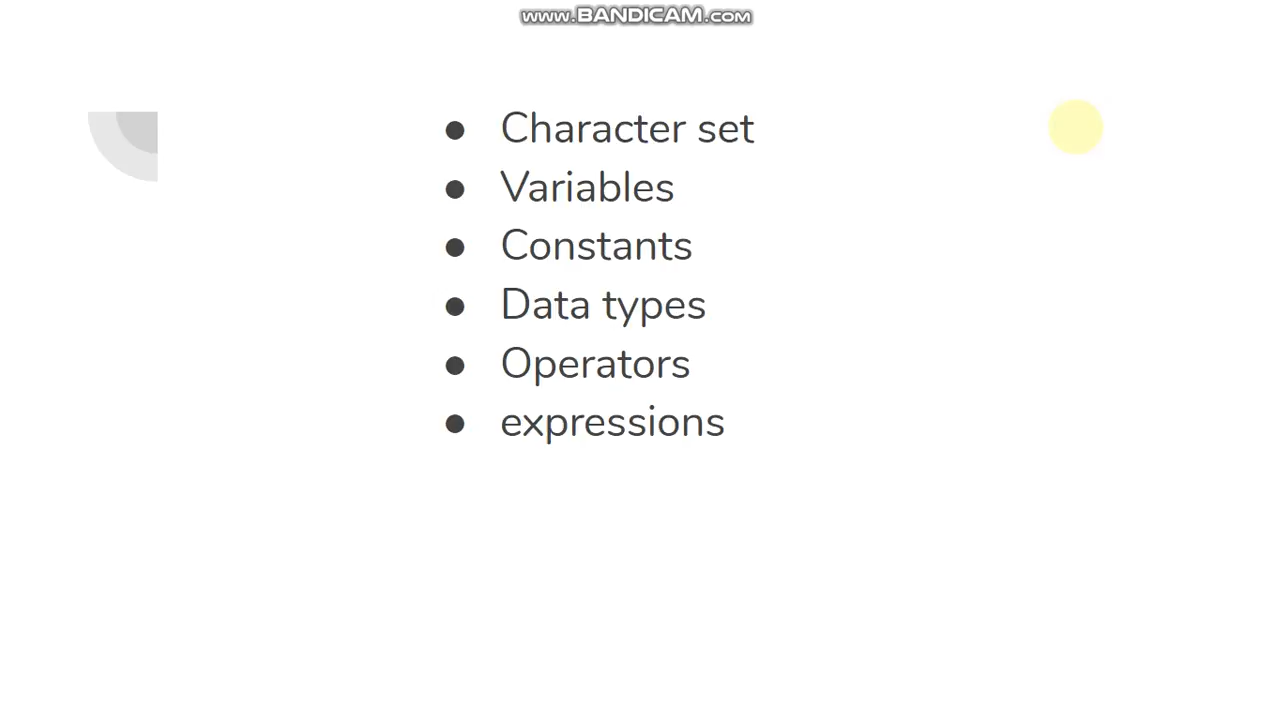 www.BANDICAM.com
● Character set
● Variables
● Constants
● Data types
● Operators
● expressions